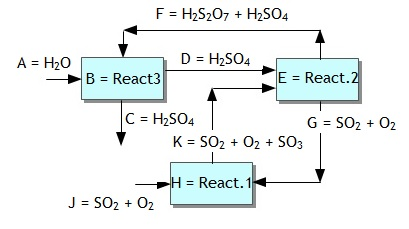 F = H₂S₂O₇ + H₂SO₄
A = H₂O
D = H₂SO₄
B = React3
E = React.2
C = H₂SO₄
G = SO₂ + O₂
K = SO₂ + O₂ + SO₃
H = React.1
J = SO₂ + O₂